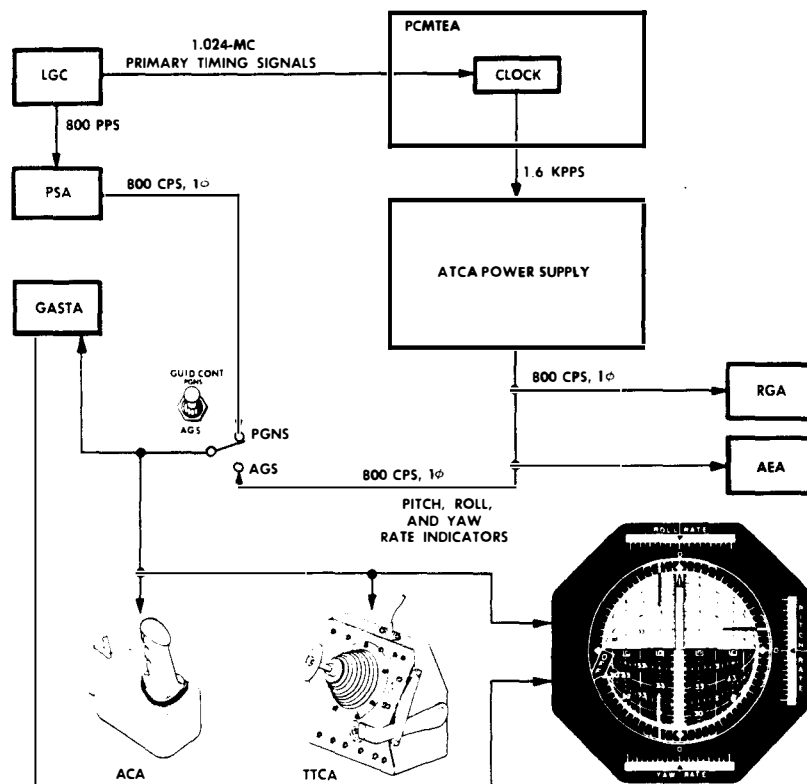 1.024-MC
PRIMARY TIMING SIGNALS
LGC
PCMTEA
CLOCK
800 PPS
1.6 KPPS
PSA
800 CPS, 1ϕ
ATCA POWER SUPPLY
GASTA
GUID CONT
PGNS
AGS
PGNS
AGS
800 CPS, 1ϕ
RGA
AEA
800 CPS, 1ϕ
PITCH, ROLL,
AND YAW
RATE INDICATORS
ROLL RATE
PITCH RATE
YAW RATE
ACA
TTCA